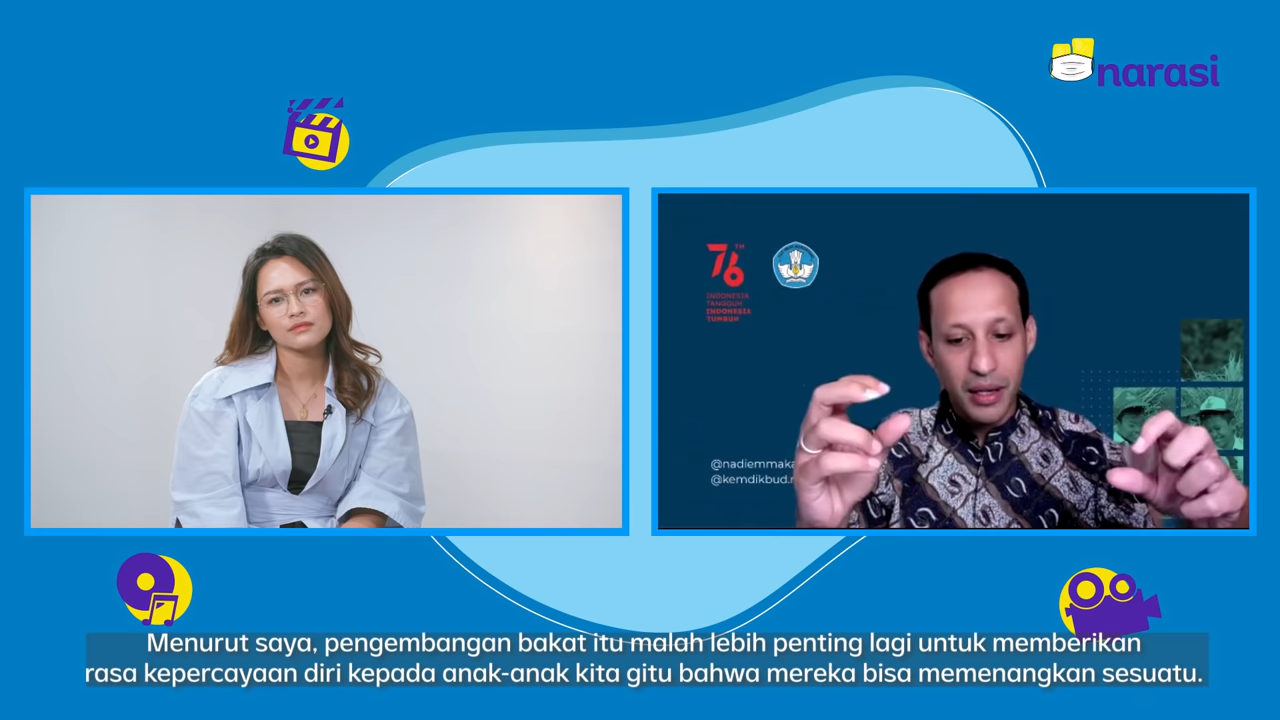 narasi
76TH
INDONESIA
TANGGUH
INDONESIA
TUMBUH
@nadiemmaka
@kemdikbud.r
Menurut saya, pengembangan bakat itu malah lebih penting lagi untuk memberikan
rasa kepercayaan diri kepada anak-anak kita gitu bahwa mereka bisa memenangkan sesuatu.